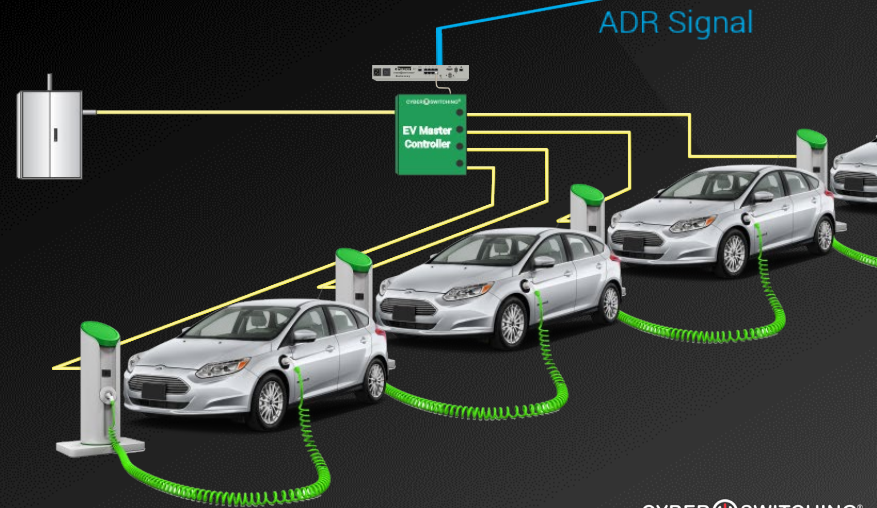 ADR Signal
CYBER SWITCHING®
EV Master
Controller
CYBER SWITCHING®